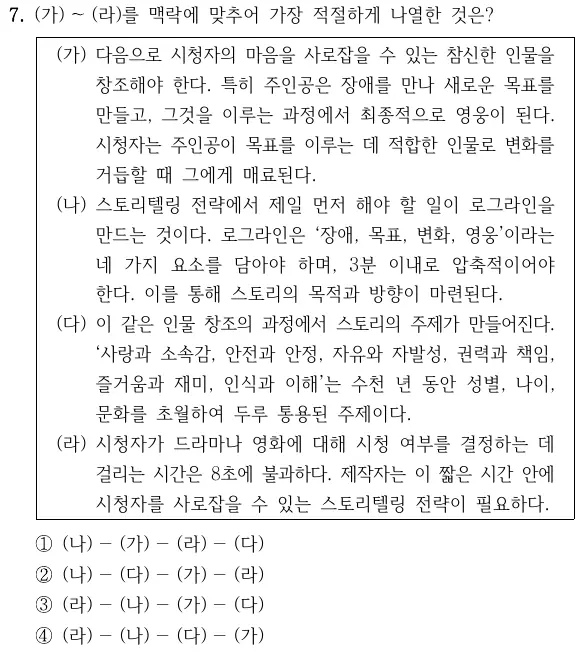 7. (가) ~ (라)를 맥락에 맞추어 가장 적절하게 나열한 것은?
(가) 다음으로 시청자의 마음을 사로잡을 수 있는 참신한 인물을
창조해야 한다. 특히 주인공은 장애를 만나 새로운 목표를
만들고, 그것을 이루는 과정에서 최종적으로 영웅이 된다.
시청자는 주인공이 목표를 이루는 데 적합한 인물로 변화를
거듭할 때 그에게 매료된다.
(나) 스토리텔링 전략에서 제일 먼저 해야 할 일이 로그라인을
만드는 것이다. 로그라인은 ‘장애, 목표, 변화, 영웅’이라는
네 가지 요소를 담아야 하며, 3분 이내로 압축적이어야
한다. 이를 통해 스토리의 목적과 방향이 마련된다.
(다) 이 같은 인물 창조의 과정에서 스토리의 주제가 만들어진다.
‘사랑과 소속감, 안전과 안정, 자유와 자발성, 권력과 책임,
즐거움과 재미, 인식과 이해’는 수천 년 동안 성별, 나이,
문화를 초월하여 두루 통용된 주제이다.
(라) 시청자가 드라마나 영화에 대해 시청 여부를 결정하는 데
걸리는 시간은 8초에 불과하다. 제작자는 이 짧은 시간 안에
시청자를 사로잡을 수 있는 스토리텔링 전략이 필요하다.
① (나) － (가) － (라) － (다)
② (나) － (다) － (가) － (라)
③ (라) － (나) － (가) － (다)
④ (라) － (나) － (다) － (가)